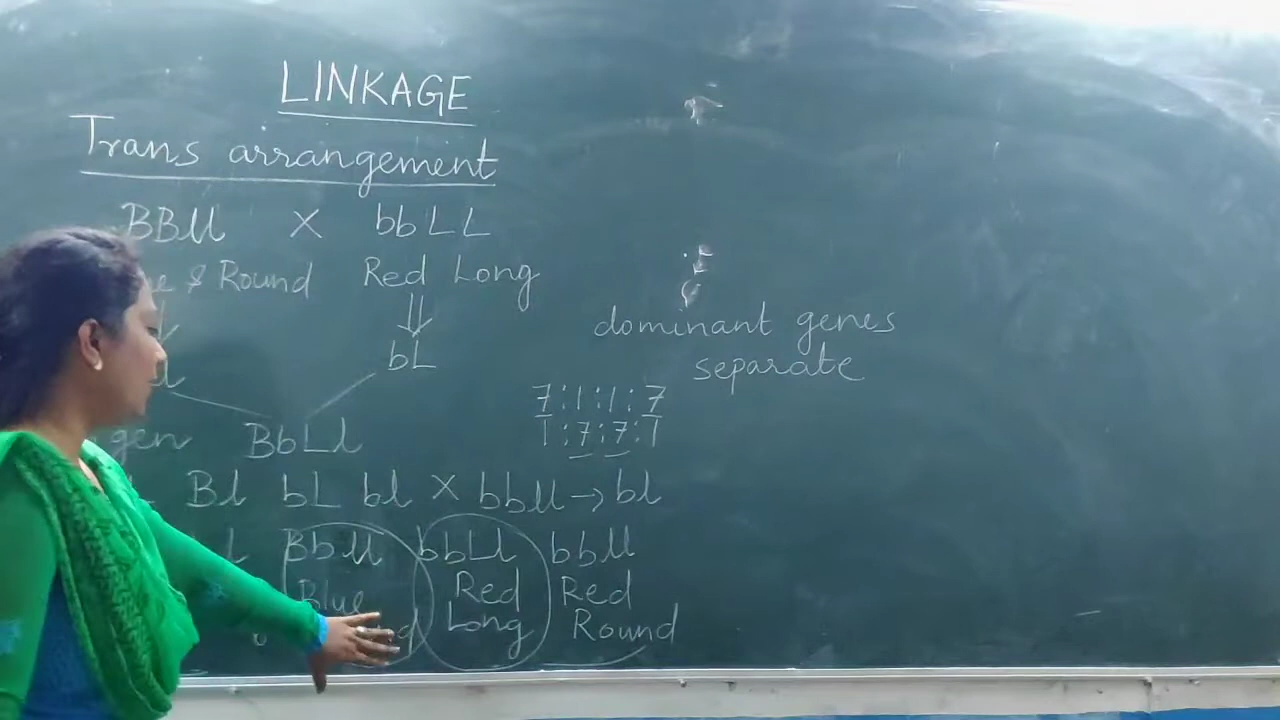 LINKAGE
Trans arrangement
BBll X bbLL
& Round Red Long
bL
BbLl
Bl bL bl X bbll → bl
Bbll bbLl bbll
Blue Red Red
Long Round
dominant genes
separate
7:1:1:7
1:7:7:1